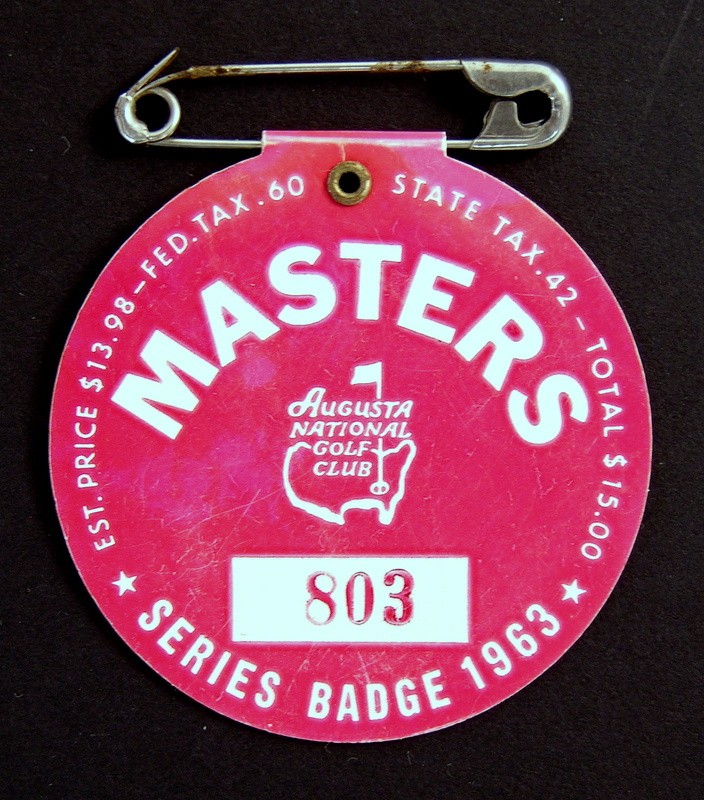 EST. PRICE $13.98 – FED. TAX .60 STATE TAX .42 – TOTAL $15.00
MASTERS
AUGUSTA
NATIONAL
GOLF
CLUB
803
★ SERIES BADGE 1963 ★